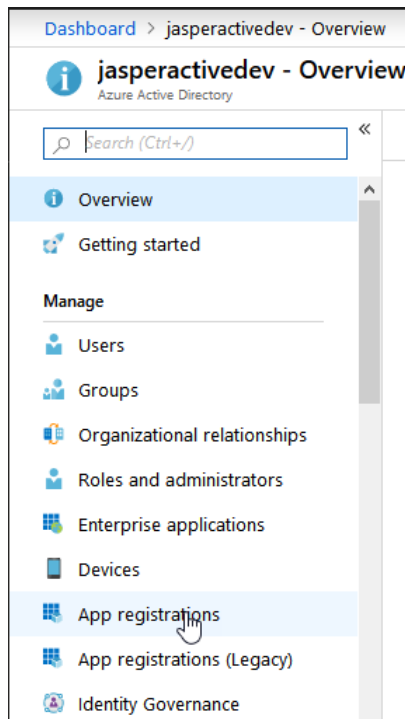 Dashboard > jasperactivedev - Overview
jasperactivedev - Overview
Azure Active Directory
Search (Ctrl+/)
«
Overview
Getting started
Manage
Users
Groups
Organizational relationships
Roles and administrators
Enterprise applications
Devices
App registrations
App registrations (Legacy)
Identity Governance